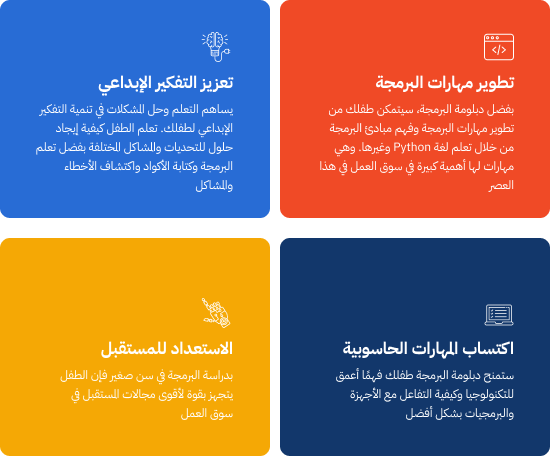 تطوير مهارات البرمجة
بفضل دبلومة البرمجة، سيتمكن طفلك من
تطوير مهارات البرمجة وفهم مبادئ البرمجة
من خلال تعلم لغة Python وغيرها. وهي
مهارات لها أهمية كبيرة في سوق العمل في هذا
العصر
تعزيز التفكير الإبداعي
يساهم التعلم وحل المشكلات في تنمية التفكير
الإبداعي لطفلك. تعلم الطفل كيفية إيجاد
حلول للتحديات والمشاكل المختلفة بفضل تعلم
البرمجة وكتابة الأكواد واكتشاف الأخطاء
والمشاكل
اكتساب المهارات الحاسوبية
ستمنح دبلومة البرمجة طفلك فهمًا أعمق
للتكنولوجيا وكيفية التفاعل مع الأجهزة
والبرمجيات بشكل أفضل
الاستعداد للمستقبل
بدراسة البرمجة في سن صغير فإن الطفل
يتجهز بقوة لأقوى مجالات المستقبل في
سوق العمل